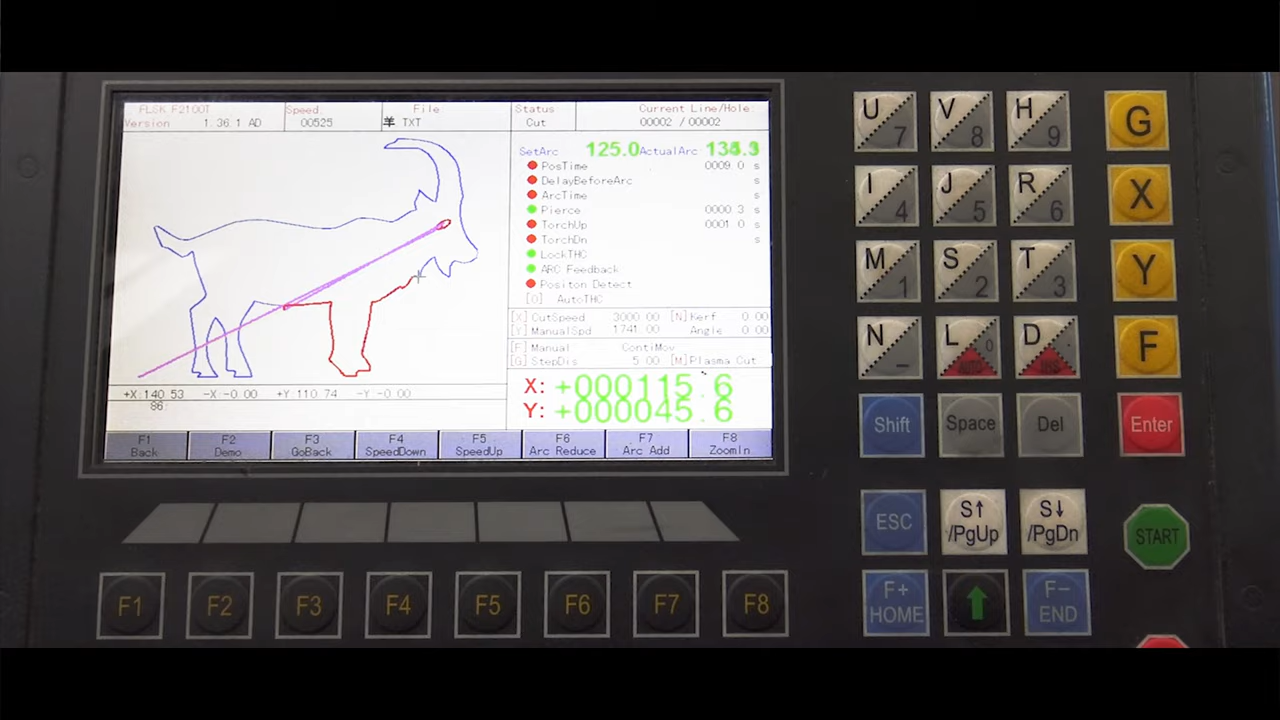 FLSK F2100T
Speed
File
Status
Current Line/Hole:
Version 1.36.1 AD
00525
羊 TXT
Cut
00002 / 00002
SetArc 125.0 ActualArc
PosTime 0009.0 s
DelayBeforeArc s
ArcTime s
Pierce 0000.3 s
TorchUp 0001.0 s
TorchDn s
LockTHC
ARC Feedback
Positon Detect
[O] AutoTHC
[X] CutSpeed 3000.00 [N] Kerf 0.00
[Y] ManualSpd 1741.00 Angle 0.00
[F] Manual ContiMov
[G] StepDis 5.00 [M] Plasma Cut
X: +000115.6
Y: +000045.6
+X:140.53 -X:-0.00 +Y:110.74 -Y:-0.00
86:
F1 F2 F3 F4 F5 F6 F7 F8
Back Demo GoBack SpeedDown SpeedUp Arc Reduce Arc Add ZoomIn
F1 F2 F3 F4 F5 F6 F7 F8
U 7 V 8 H 9 G
I 4 J 5 R 6 X
M 1 S 2 T 3 Y
N - L 0 D . F
Shift Space Del Enter
ESC S↑ /PgUp S↓ /PgDn START
F+ HOME ↑ F- END